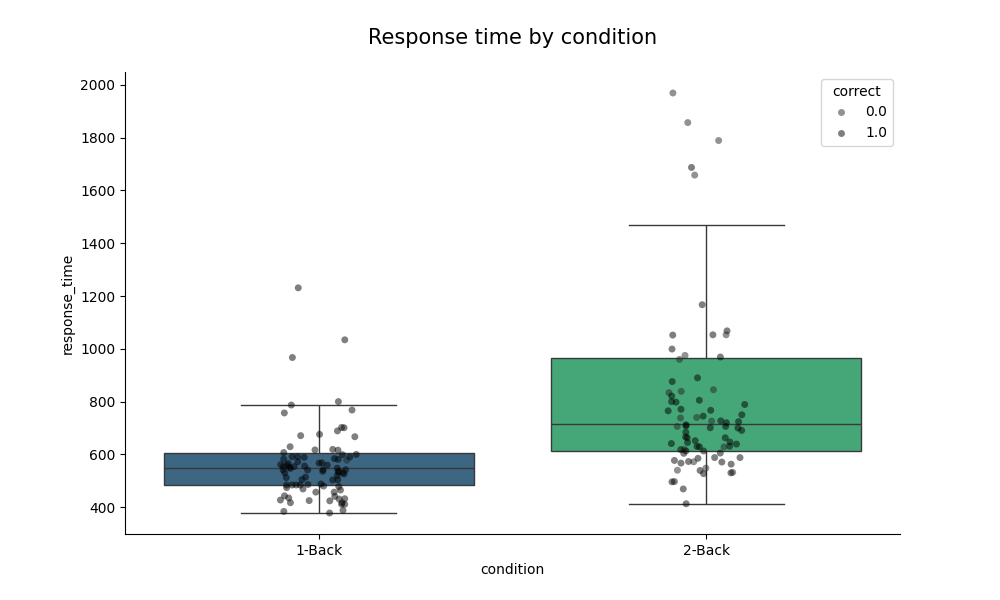 Response time by condition
correct
0.0
1.0
response_time
2000
1800
1600
1400
1200
1000
800
600
400
1-Back
2-Back
condition